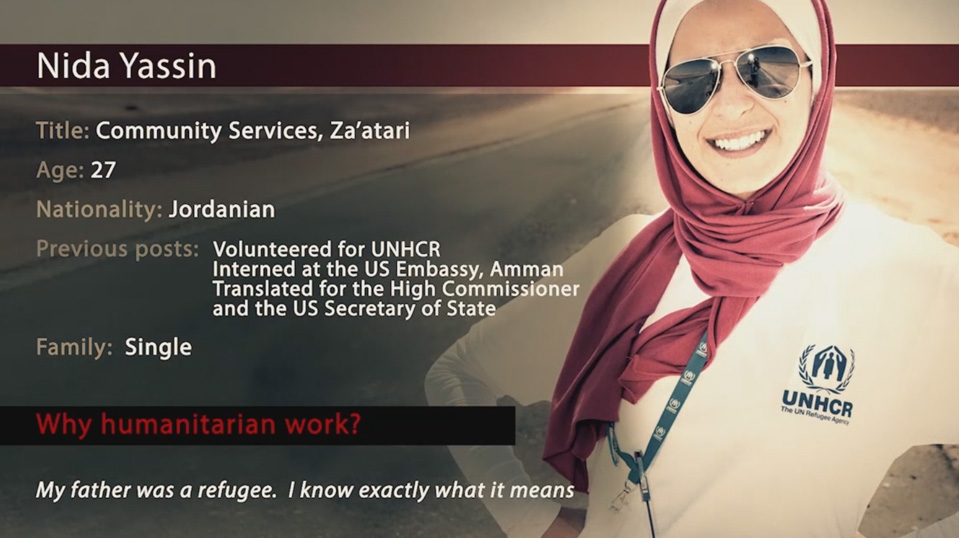 Nida Yassin
Title: Community Services, Za’atari
Age: 27
Nationality: Jordanian
Previous posts: Volunteered for UNHCR
Interned at the US Embassy, Amman
Translated for the High Commissioner
and the US Secretary of State
Family: Single
Why humanitarian work?
My father was a refugee. I know exactly what it means
UNHCR
The UN Refugee Agency